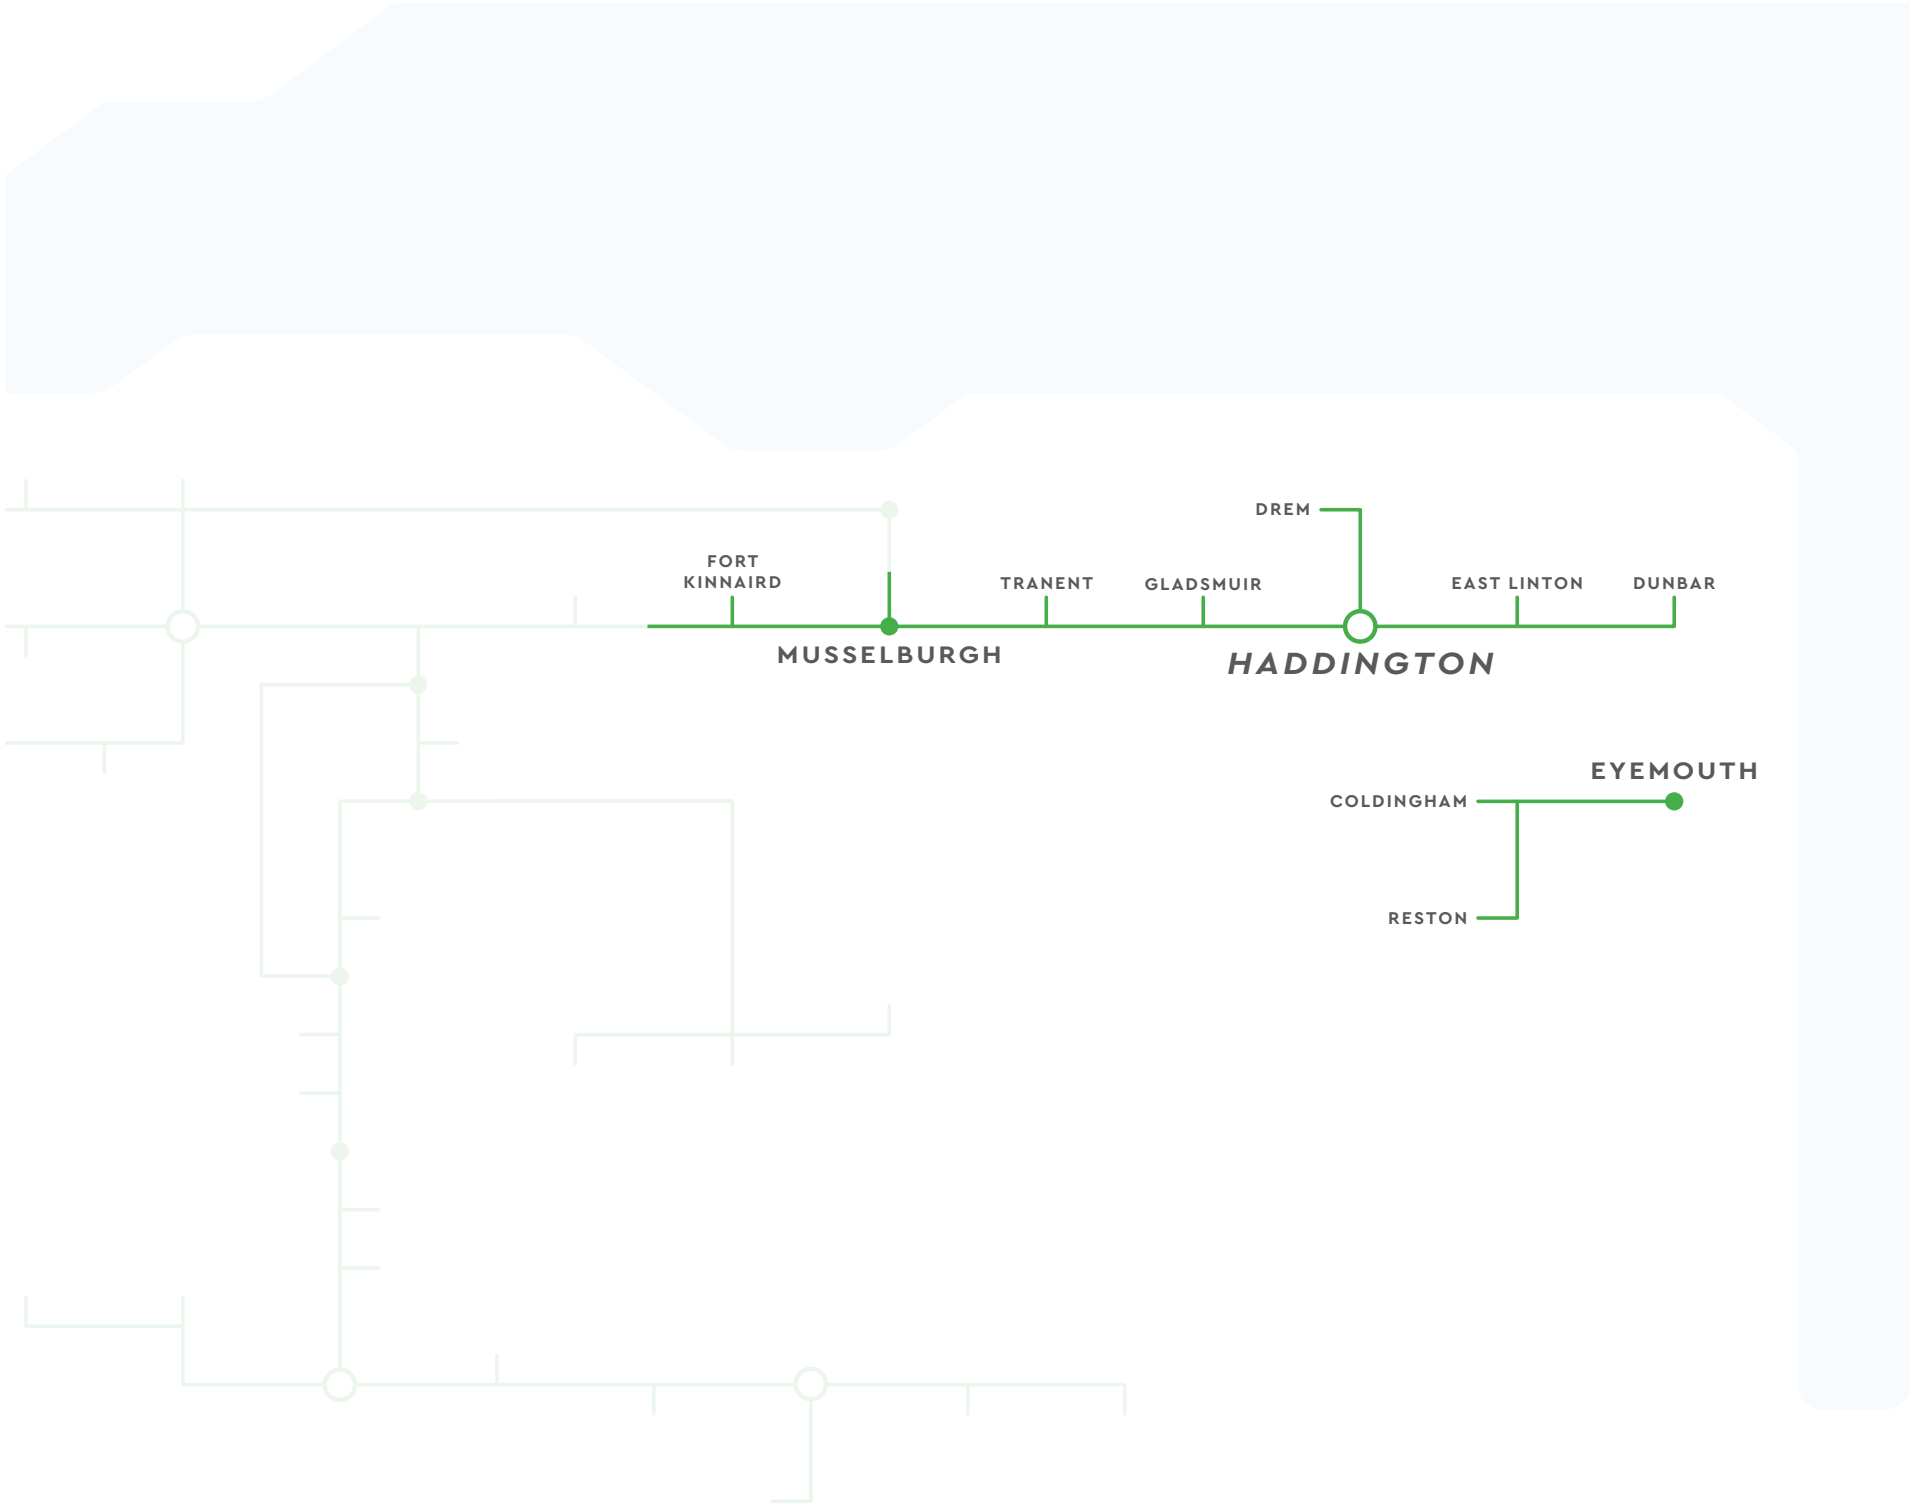 DREM
FORT
KINNAIRD
TRANENT
GLADSMUIR
EAST LINTON
DUNBAR
MUSSELBURGH
HADDINGTON
EYEMOUTH
COLDINGHAM
RESTON